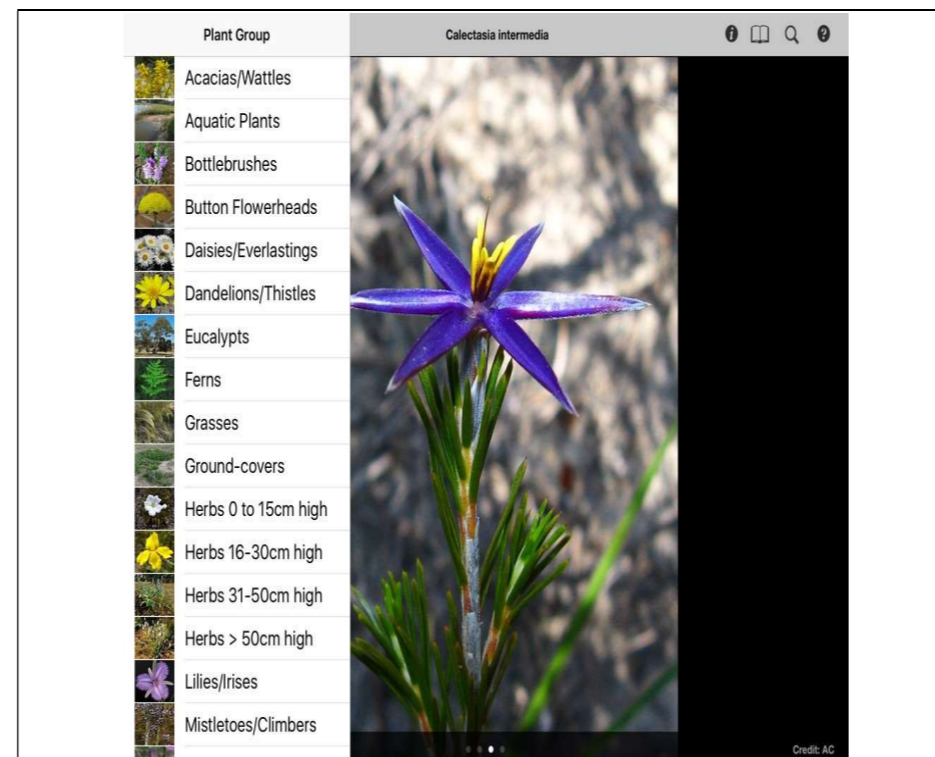 Plant Group
Calectasia intermedia
Acacias/Wattles
Aquatic Plants
Bottlebrushes
Button Flowerheads
Daisies/Everlastings
Dandelions/Thistles
Eucalypts
Ferns
Grasses
Ground-covers
Herbs 0 to 15cm high
Herbs 16-30cm high
Herbs 31-50cm high
Herbs > 50cm high
Lilies/Irises
Mistletoes/Climbers
Credit: AC